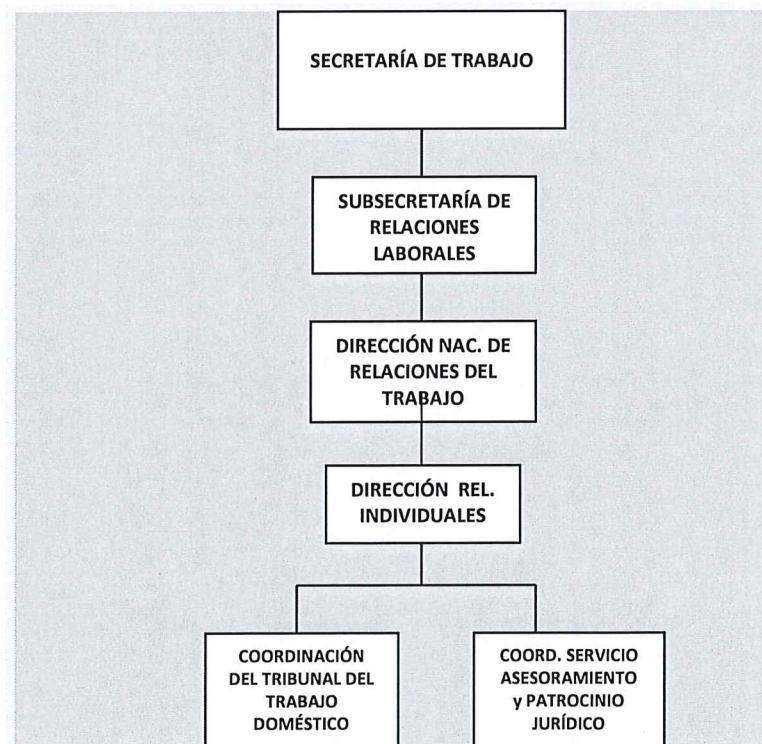 SECRETARÍA DE TRABAJO
SUBSECRETARÍA DE
RELACIONES
LABORALES
DIRECCIÓN NAC. DE
RELACIONES DEL
TRABAJO
DIRECCIÓN REL.
INDIVIDUALES
COORDINACIÓN
DEL TRIBUNAL DEL
TRABAJO
DOMÉSTICO
COORD. SERVICIO
ASESORAMIENTO
y PATROCINIO
JURÍDICO